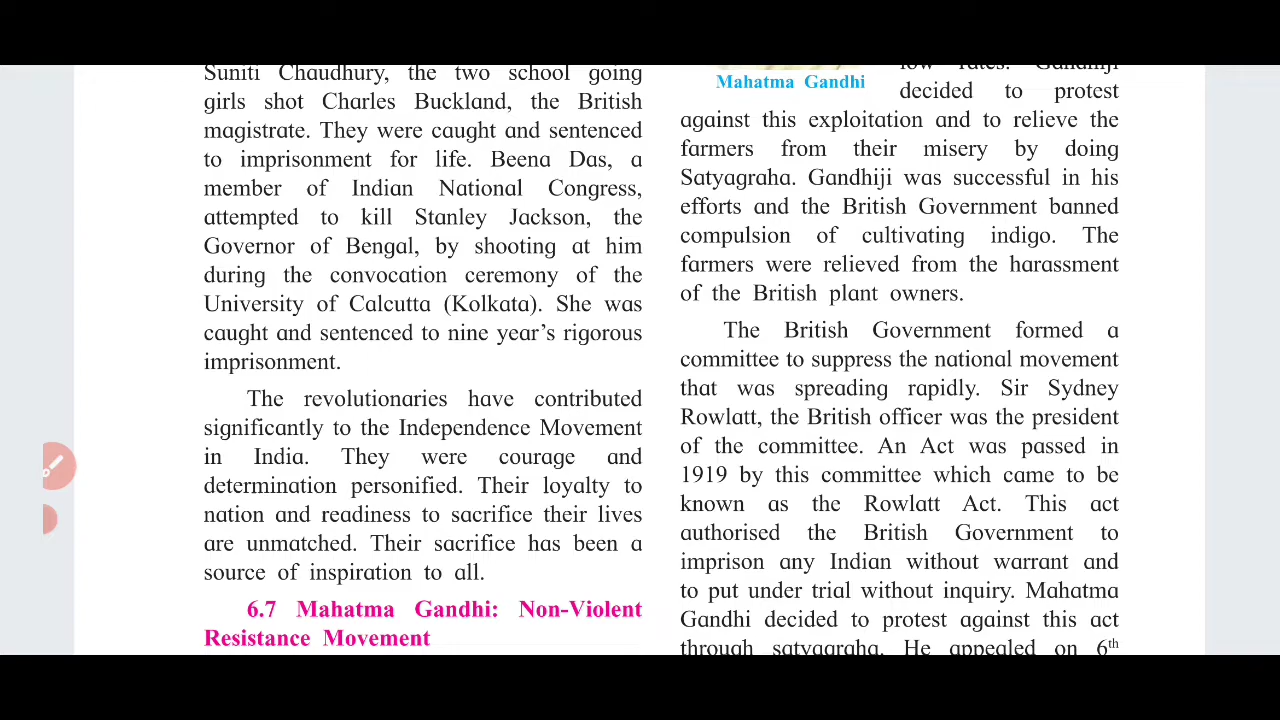 Suniti Chaudhury, the two school going
girls shot Charles Buckland, the British
magistrate. They were caught and sentenced
to imprisonment for life. Beena Das, a
member of Indian National Congress,
attempted to kill Stanley Jackson, the
Governor of Bengal, by shooting at him
during the convocation ceremony of the
University of Calcutta (Kolkata). She was
caught and sentenced to nine year's rigorous
imprisonment.
The revolutionaries have contributed
significantly to the Independence Movement
in India. They were courage and
determination personified. Their loyalty to
nation and readiness to sacrifice their lives
are unmatched. Their sacrifice has been a
source of inspiration to all.
6.7 Mahatma Gandhi: Non-Violent
Resistance Movement
Mahatma Gandhi
low rates. Gandhiji
decided to protest
against this exploitation and to relieve the
farmers from their misery by doing
Satyagraha. Gandhiji was successful in his
efforts and the British Government banned
compulsion of cultivating indigo. The
farmers were relieved from the harassment
of the British plant owners.
The British Government formed a
committee to suppress the national movement
that was spreading rapidly. Sir Sydney
Rowlatt, the British officer was the president
of the committee. An Act was passed in
1919 by this committee which came to be
known as the Rowlatt Act. This act
authorised the British Government to
imprison any Indian without warrant and
to put under trial without inquiry. Mahatma
Gandhi decided to protest against this act
through satyagraha. He appealed on 6th